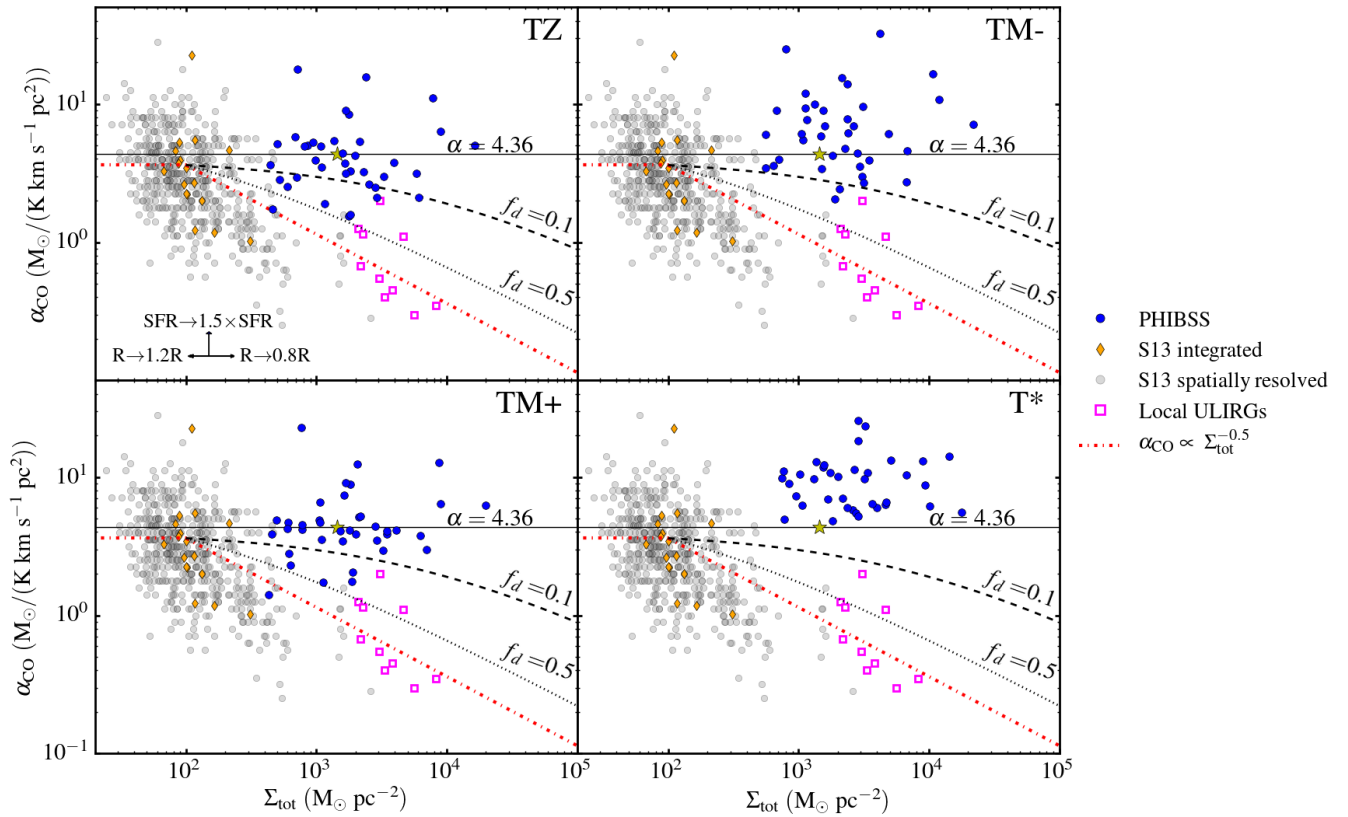 TZ
TM-
α_CO (M_⊙/(K km s^−1 pc^2))
10^1
10^0
α = 4.36
α = 4.36
f_d=0.1
f_d=0.1
f_d=0.5
f_d=0.5
SFR→1.5×SFR
R→1.2R
R→0.8R
PHIBSS
S13 integrated
S13 spatially resolved
Local ULIRGs
α_CO ∝ Σ_tot^−0.5
TM+
T*
α_CO (M_⊙/(K km s^−1 pc^2))
10^1
10^0
10^−1
α = 4.36
α = 4.36
f_d=0.1
f_d=0.1
f_d=0.5
f_d=0.5
10^2 10^3 10^4 10^5
10^2 10^3 10^4 10^5
Σ_tot (M_⊙ pc^−2)
Σ_tot (M_⊙ pc^−2)